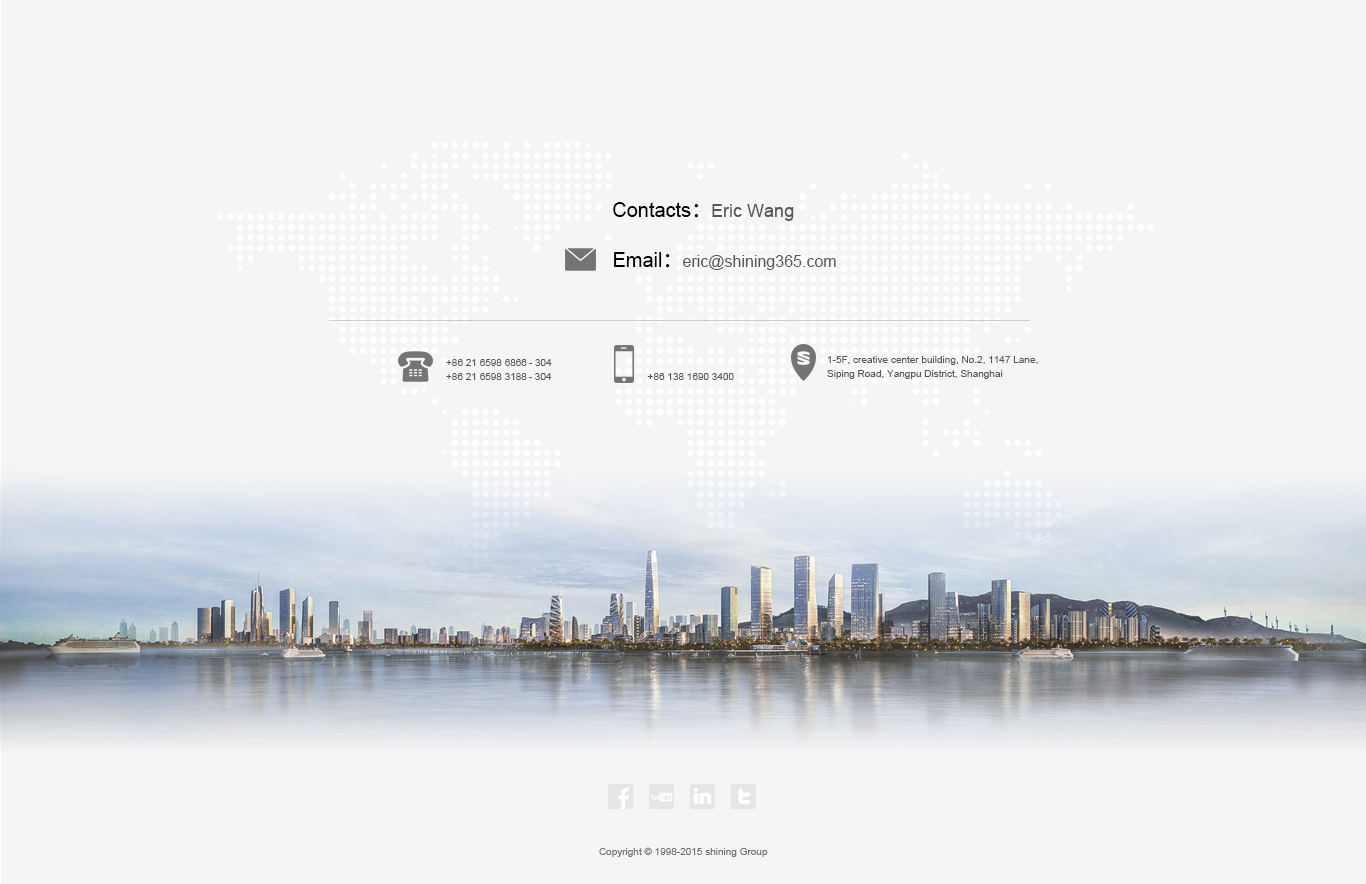 Contacts：Eric Wang
Email：eric@shining365.com
+86 21 6598 6866 - 304
+86 21 6598 3188 - 304
+86 138 1690 3400
1-5F, creative center building, No.2, 1147 Lane,
Siping Road, Yangpu District, Shanghai
YouTube
Copyright © 1998-2015 shining Group